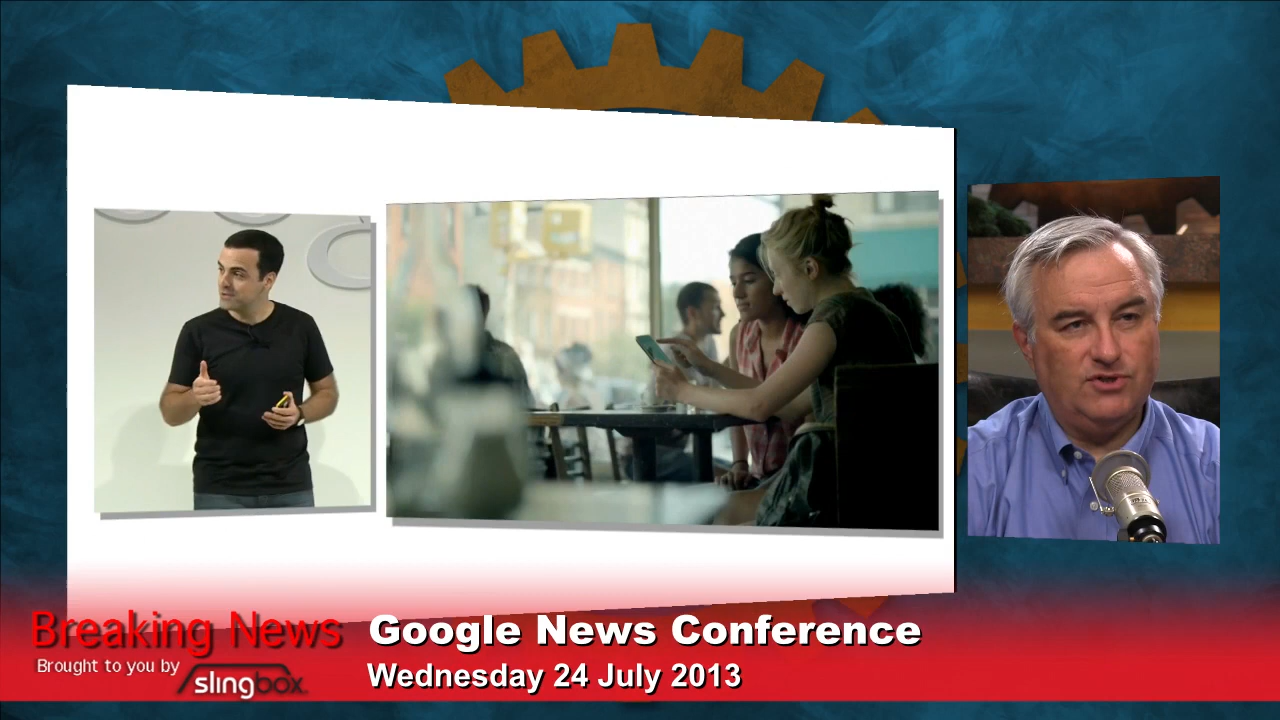 Breaking News
Brought to you by
slingbox
Google News Conference
Wednesday 24 July 2013